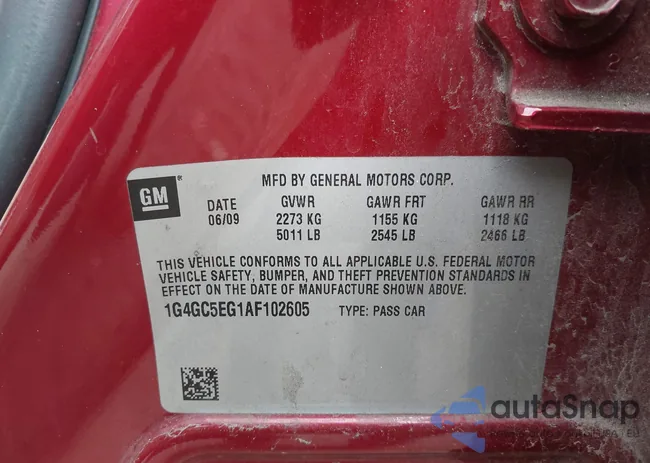 GM
MFD BY GENERAL MOTORS CORP.
DATE GVWR GAWR FRT GAWR RR
06/09 2273 KG 1155 KG 1118 KG
5011 LB 2545 LB 2466 LB
THIS VEHICLE CONFORMS TO ALL APPLICABLE U.S. FEDERAL MOTOR
VEHICLE SAFETY, BUMPER, AND THEFT PREVENTION STANDARDS IN
EFFECT ON THE DATE OF MANUFACTURE SHOWN ABOVE.
1G4GC5EG1AF102605 TYPE: PASS CAR
autaSnap